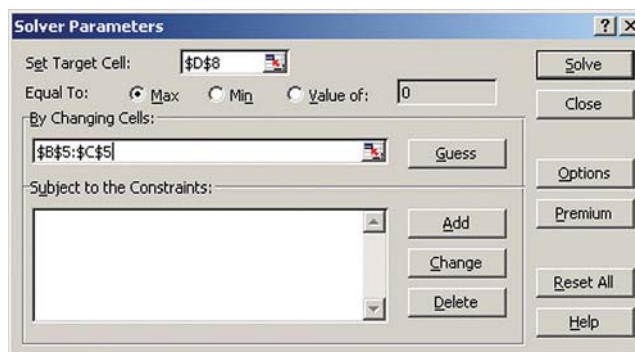 Solver Parameters
Set Target Cell: $D$8
Equal To: Max Min Value of: 0
By Changing Cells:
$B$5:$C$5
Subject to the Constraints:
Guess
Add
Change
Delete
Solve
Close
Options
Premium
Reset All
Help